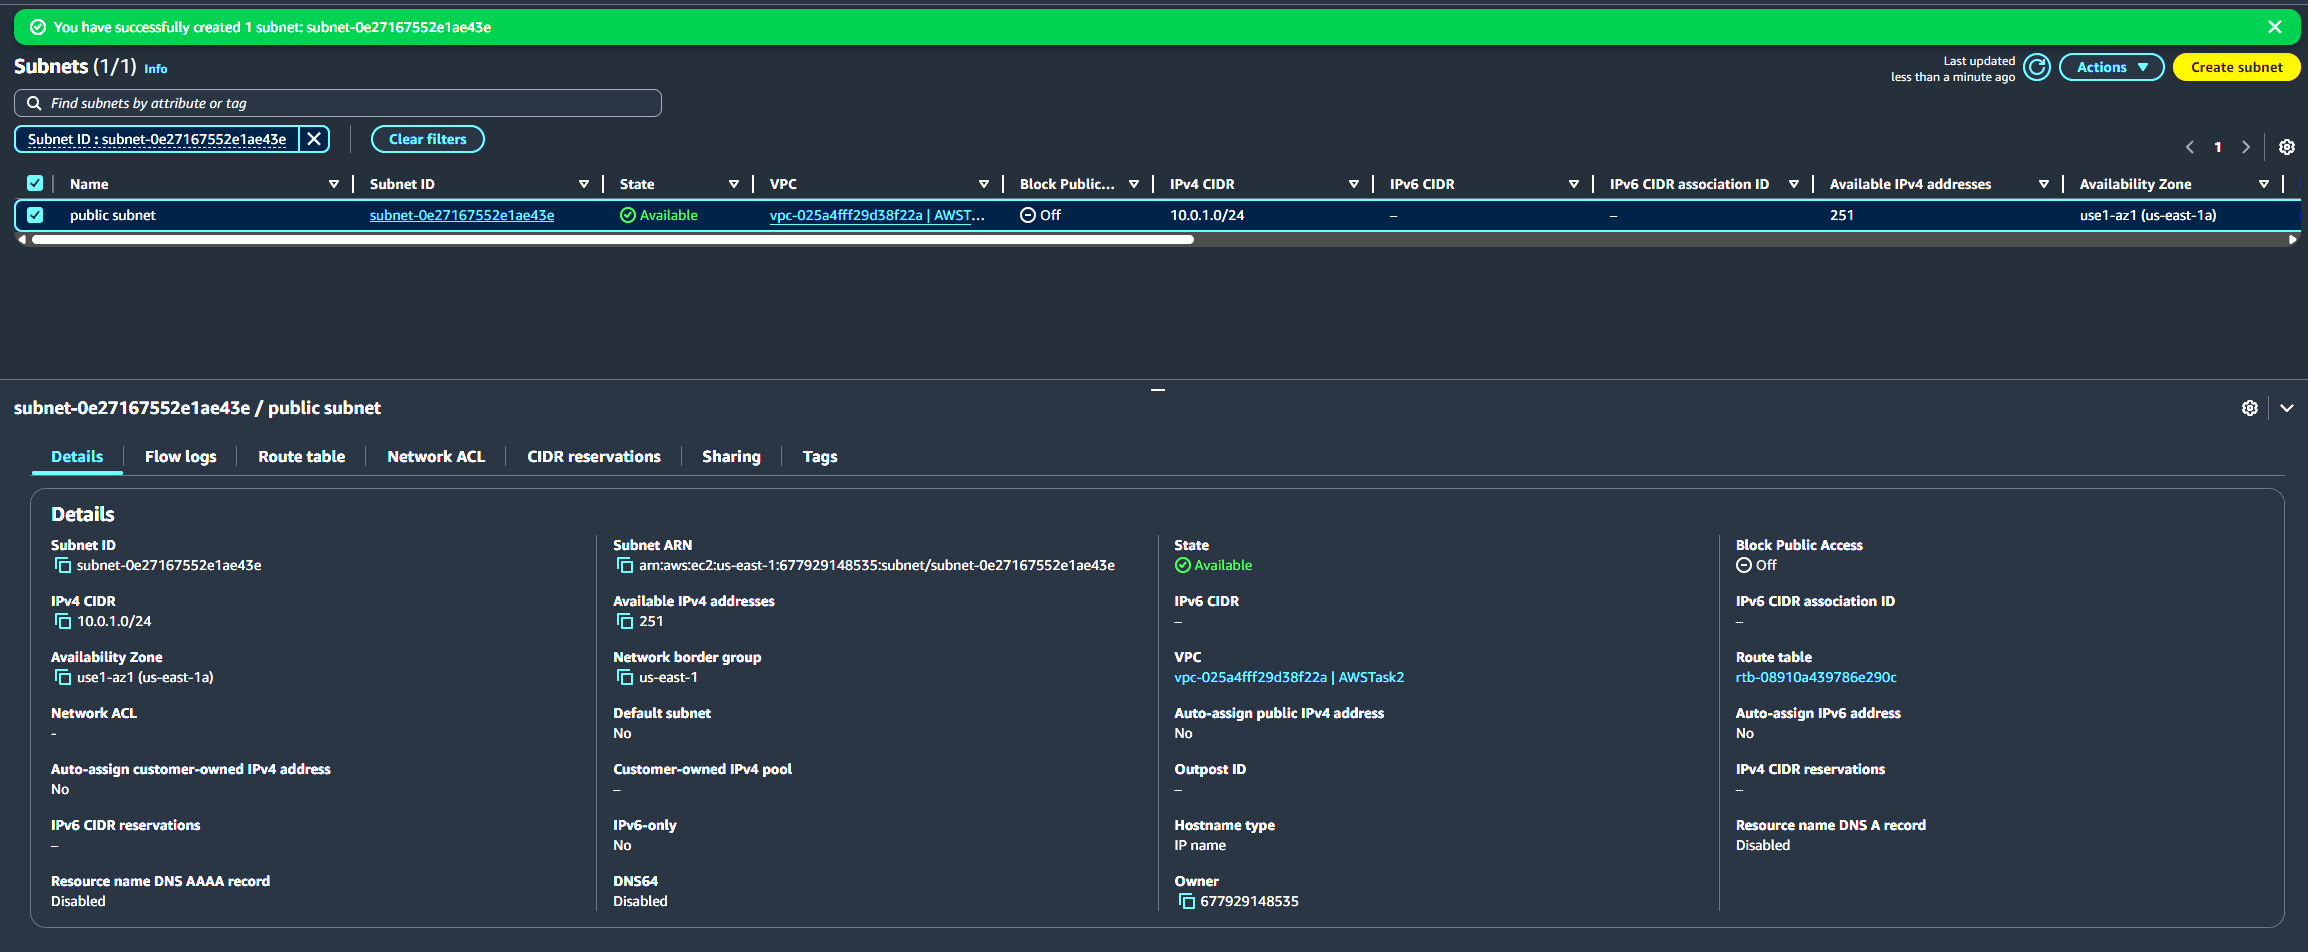 You have successfully created 1 subnet: subnet-0e27167552e1ae43e
Subnets (1/1) Info
Last updated
less than a minute ago
Actions
Create subnet
Find subnets by attribute or tag
Subnet ID : subnet-0e27167552e1ae43e
Clear filters
1
Name Subnet ID State VPC Block Public... IPv4 CIDR IPv6 CIDR IPv6 CIDR association ID Available IPv4 addresses Availability Zone
public subnet subnet-0e27167552e1ae43e Available vpc-025a4fff29d38f22a | AWST... Off 10.0.1.0/24 – – 251 use1-az1 (us-east-1a)
subnet-0e27167552e1ae43e / public subnet
Details Flow logs Route table Network ACL CIDR reservations Sharing Tags
Details
Subnet ID
subnet-0e27167552e1ae43e
IPv4 CIDR
10.0.1.0/24
Availability Zone
use1-az1 (us-east-1a)
Network ACL
-
Auto-assign customer-owned IPv4 address
No
IPv6 CIDR reservations
–
Resource name DNS AAAA record
Disabled
Subnet ARN
arn:aws:ec2:us-east-1:677929148535:subnet/subnet-0e27167552e1ae43e
Available IPv4 addresses
251
Network border group
us-east-1
Default subnet
No
Customer-owned IPv4 pool
–
IPv6-only
No
DNS64
Disabled
State
Available
IPv6 CIDR
–
VPC
vpc-025a4fff29d38f22a | AWSTask2
Auto-assign public IPv4 address
No
Outpost ID
–
Hostname type
IP name
Owner
677929148535
Block Public Access
Off
IPv6 CIDR association ID
–
Route table
rtb-08910a439786e290c
Auto-assign IPv6 address
No
IPv4 CIDR reservations
–
Resource name DNS A record
Disabled